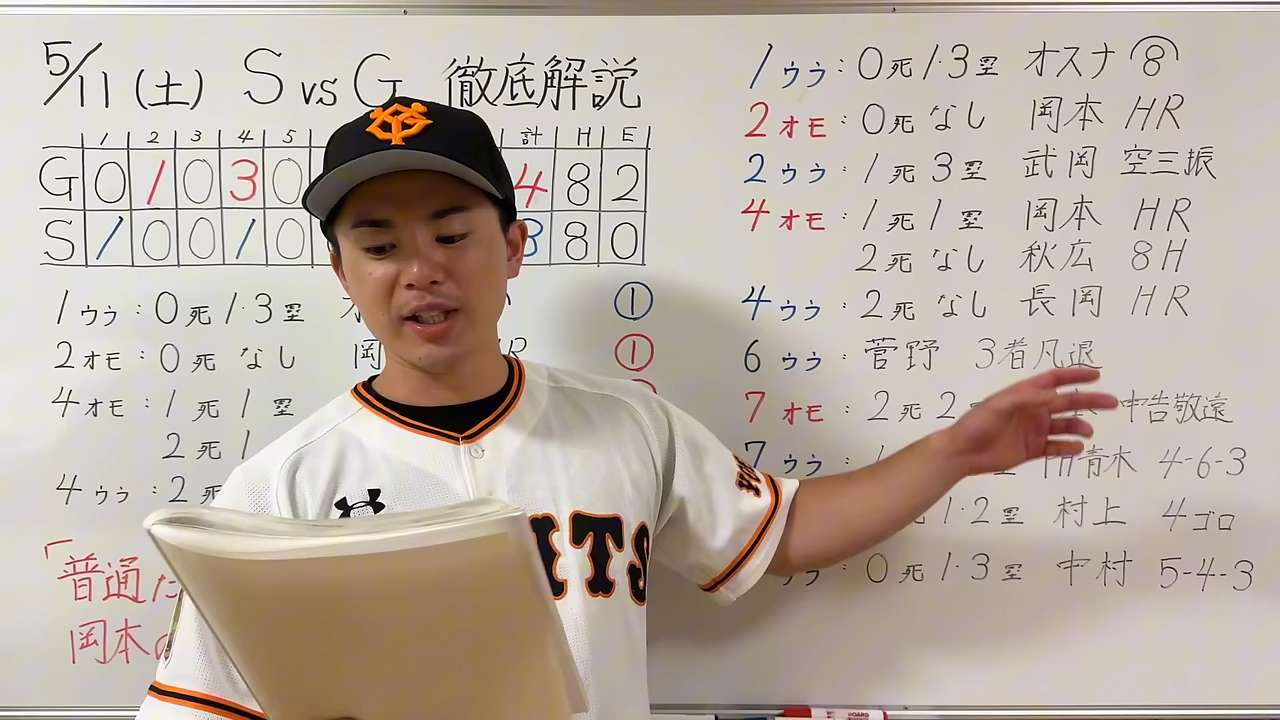 5/11(土) S vs G 徹底解説
1 2 3 4 5 計 H E
G 0 1 0 3 0 4 8 2
S 1 0 0 1 0 3 8 0
1ウラ:0死1・3塁 ①
2オモ:0死なし 岡 ①
4オモ:1死1塁
2死1
4ウラ:2死
「普通た
岡本の
1ウラ:0死1・3塁 オスナ 8
2オモ:0死なし 岡本 HR
2ウラ:1死3塁 武岡 空三振
4オモ:1死1塁 岡本 HR
2死なし 秋広 8H
4ウラ:2死なし 長岡 HR
6ウラ:菅野 3者凡退
7オモ:2死2 申告敬遠
7ウラ: 青木 4-6-3
1・2塁 村上 4ゴロ
ウラ:0死1・3塁 中村 5-4-3
ITS